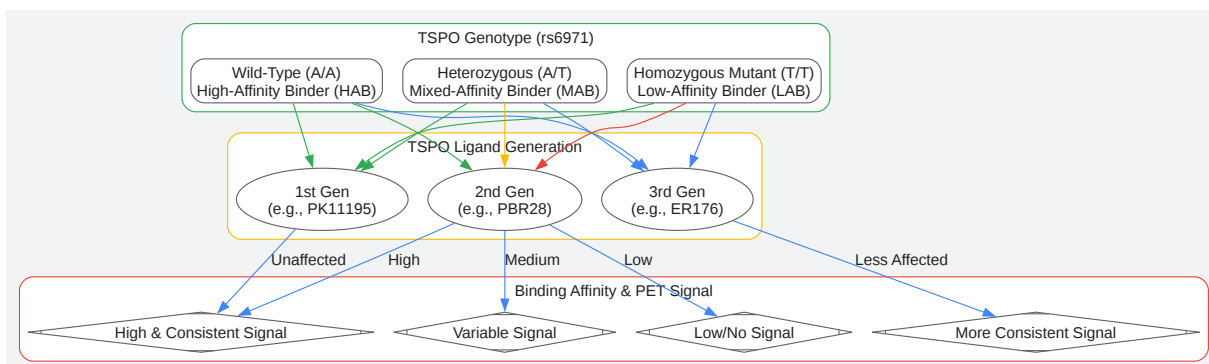 TSPO Genotype (rs6971)
Wild-Type (A/A)
High-Affinity Binder (HAB)
Heterozygous (A/T)
Mixed-Affinity Binder (MAB)
Homozygous Mutant (T/T)
Low-Affinity Binder (LAB)
TSPO Ligand Generation
1st Gen
(e.g., PK11195)
2nd Gen
(e.g., PBR28)
3rd Gen
(e.g., ER176)
Unaffected
High
Medium
Low
Less Affected
Binding Affinity & PET Signal
High & Consistent Signal
Variable Signal
Low/No Signal
More Consistent Signal